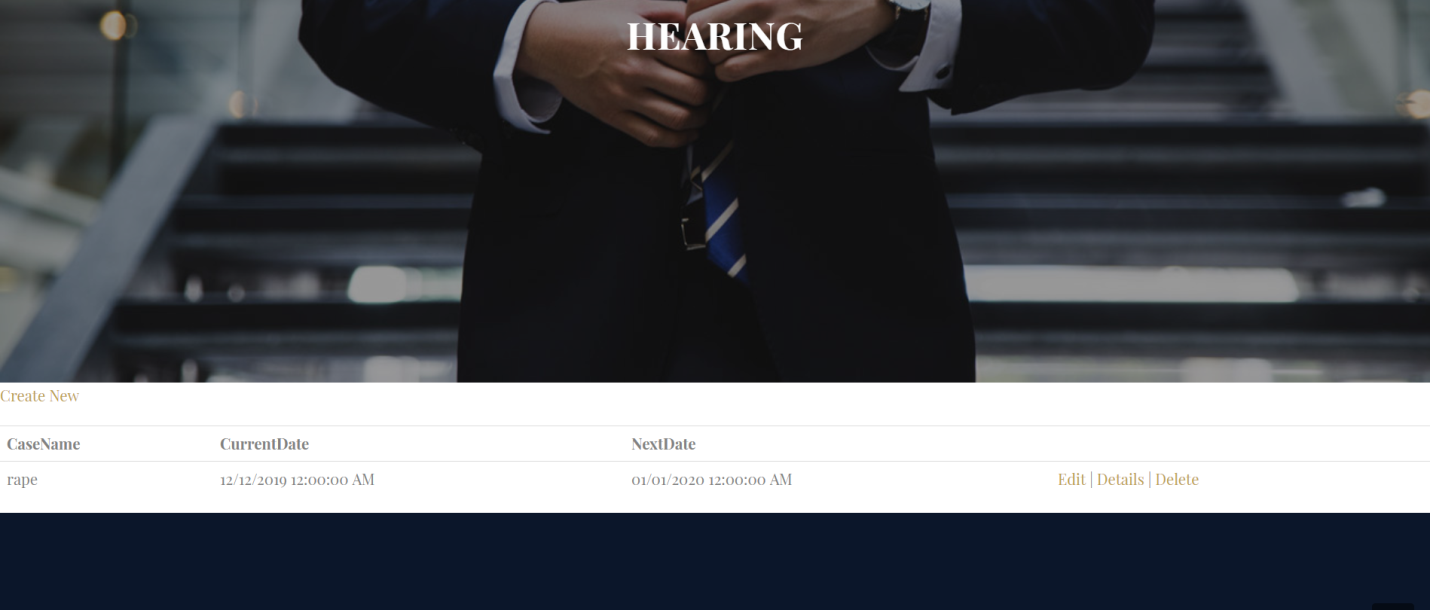 HEARING
Create New
CaseName CurrentDate NextDate
rape 12/12/2019 12:00:00 AM 01/01/2020 12:00:00 AM Edit | Details | Delete